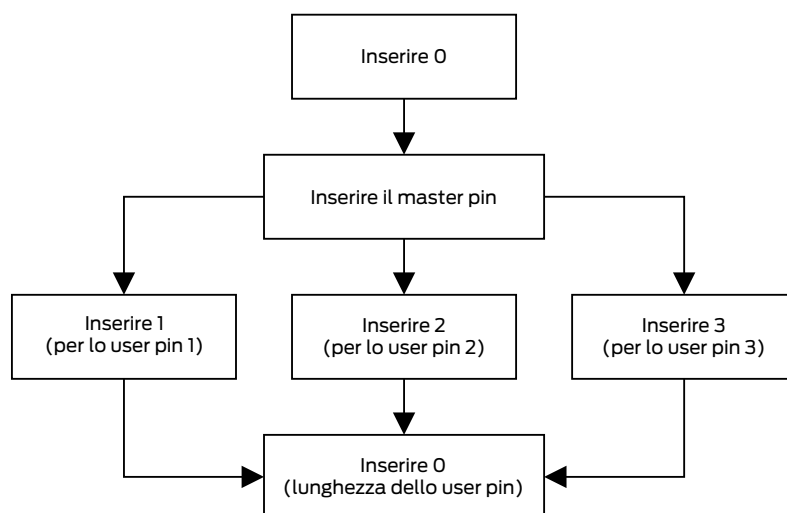 Inserire 0
Inserire il master pin
Inserire 1
(per lo user pin 1)
Inserire 2
(per lo user pin 2)
Inserire 3
(per lo user pin 3)
Inserire 0
(lunghezza dello user pin)